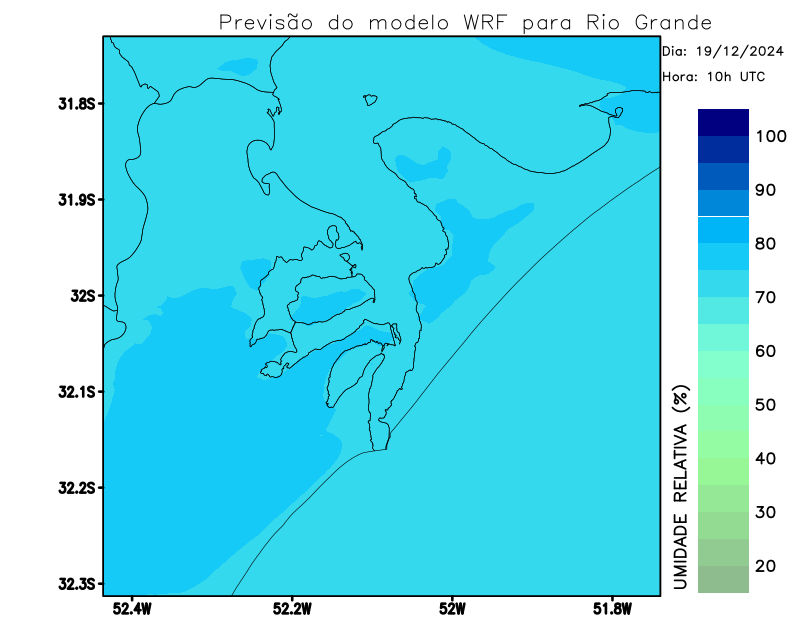 Previsão do modelo WRF para Rio Grande
Dia: 19/12/2024
Hora: 10h UTC
31.8S
31.9S
32S
32.1S
32.2S
32.3S
52.4W
52.2W
52W
51.8W
UMIDADE RELATIVA (%)
100
90
80
70
60
50
40
30
20